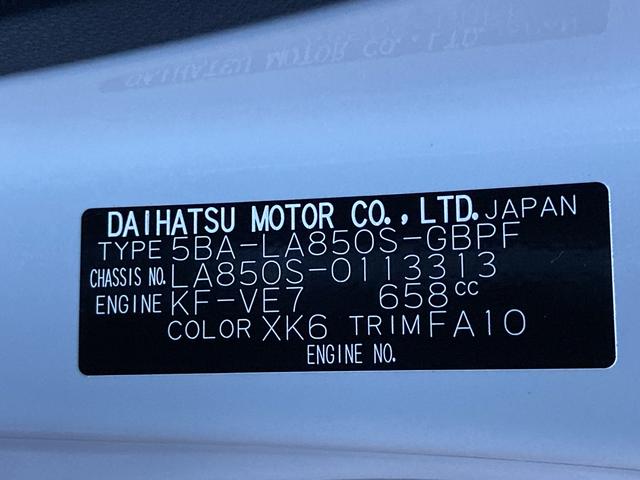 DAIHATSU MOTOR CO., LTD. JAPAN
TYPE 5BA-LA850S-GBPF
CHASSIS NO. LA850S-0113313
ENGINE KF-VE7 658cc
COLOR XK6 TRIM FA10
ENGINE NO.